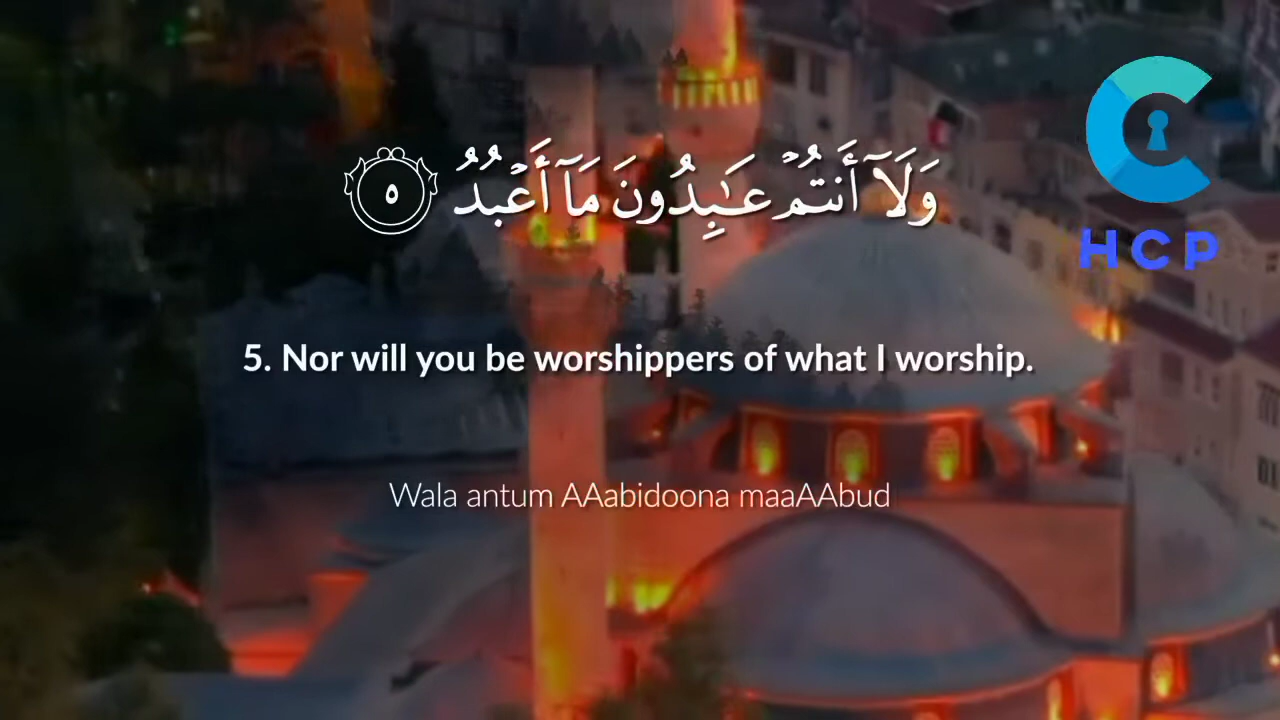 وَلَآ أَنتُمْ عَـٰبِدُونَ مَآ أَعْبُدُ ٥
HCP
5. Nor will you be worshippers of what I worship.
Wala antum AAabidoona maaAAbud